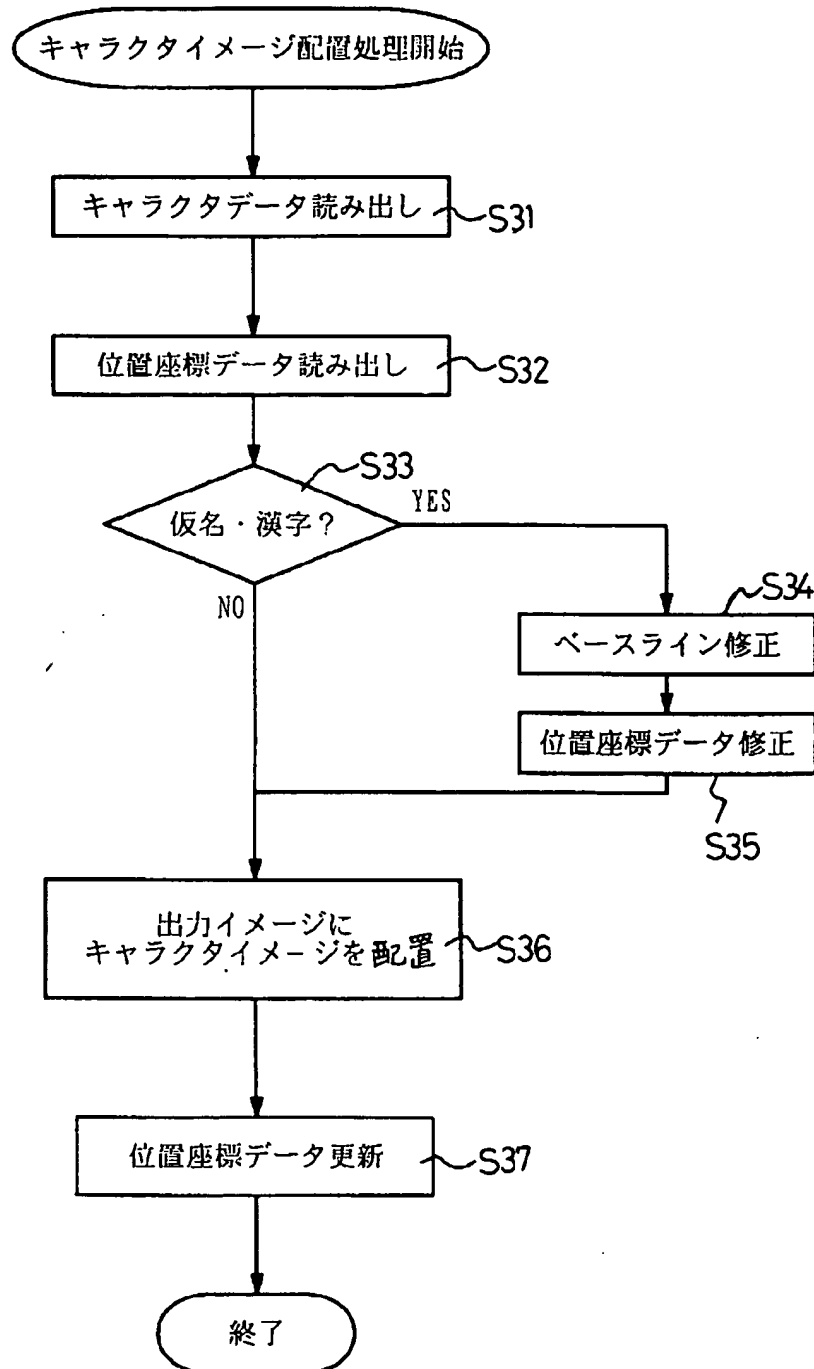 キャラクタイメージ配置処理開始
キャラクタデータ読み出し
S31
位置座標データ読み出し
S32
S33
仮名・漢字?
YES
NO
S34
ベースライン修正
位置座標データ修正
S35
出力イメージに
キャラクタイメージを配置
S36
位置座標データ更新
S37
終了